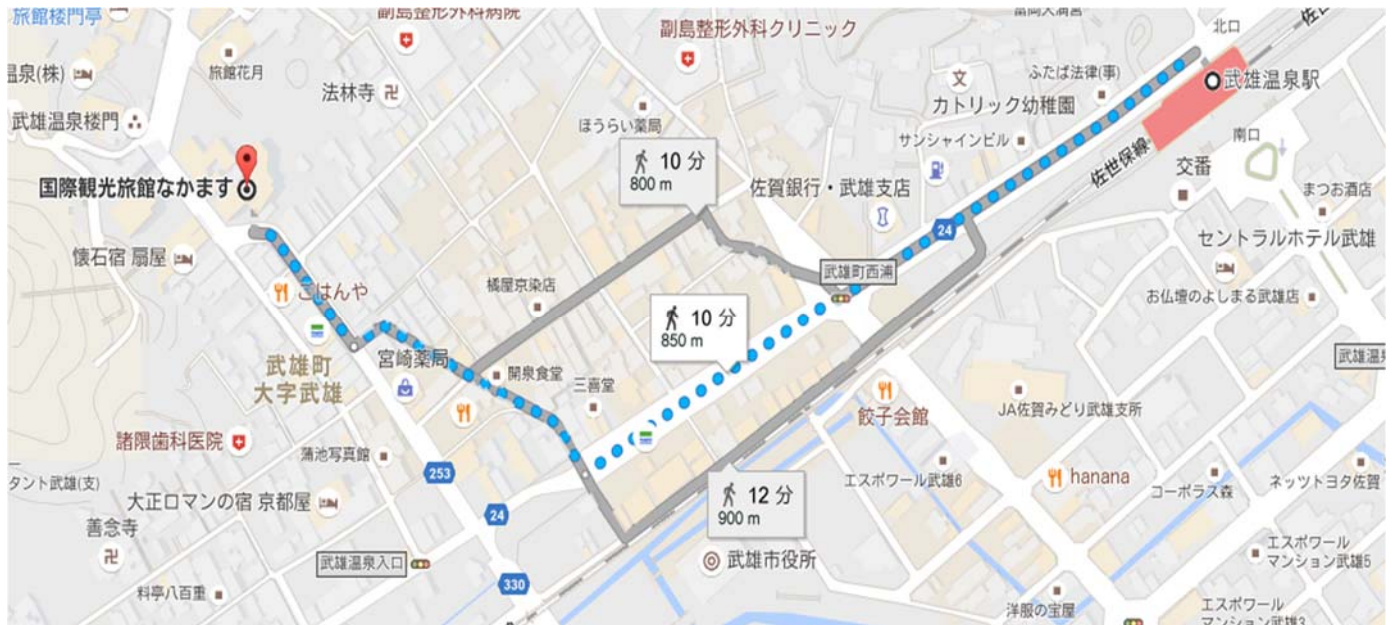 旅館楼門亭
副島整形外科病院
副島整形外科クリニック
北口
温泉(株)
旅館花月
法林寺
ふたば法律(事)
武雄温泉駅
武雄温泉楼門
ほうらい薬局
カトリック幼稚園
サンシャインビル
南口
10 分
800 m
佐世保線
交番
国際観光旅館なかます
佐賀銀行・武雄支店
まつお酒店
24
セントラルホテル武雄
懐石宿 扇屋
武雄町西浦
ごはんや
橘屋京染店
お仏壇のよしまる武雄店
10 分
850 m
武雄町
大字武雄
宮崎薬局
開泉食堂
三喜堂
餃子会館
JA佐賀みどり武雄支所
諸隈歯科医院
蒲池写真館
253
タント武雄(支)
12 分
900 m
エスポワール武雄6
hanana
コーポラス森
ネッツトヨタ佐賀
大正ロマンの宿 京都屋
24
善念寺
武雄温泉入口
330
武雄市役所
エスポワール
マンション武雄5
料亭八百重
洋服の宝屋
エスポワール
マンション武雄3